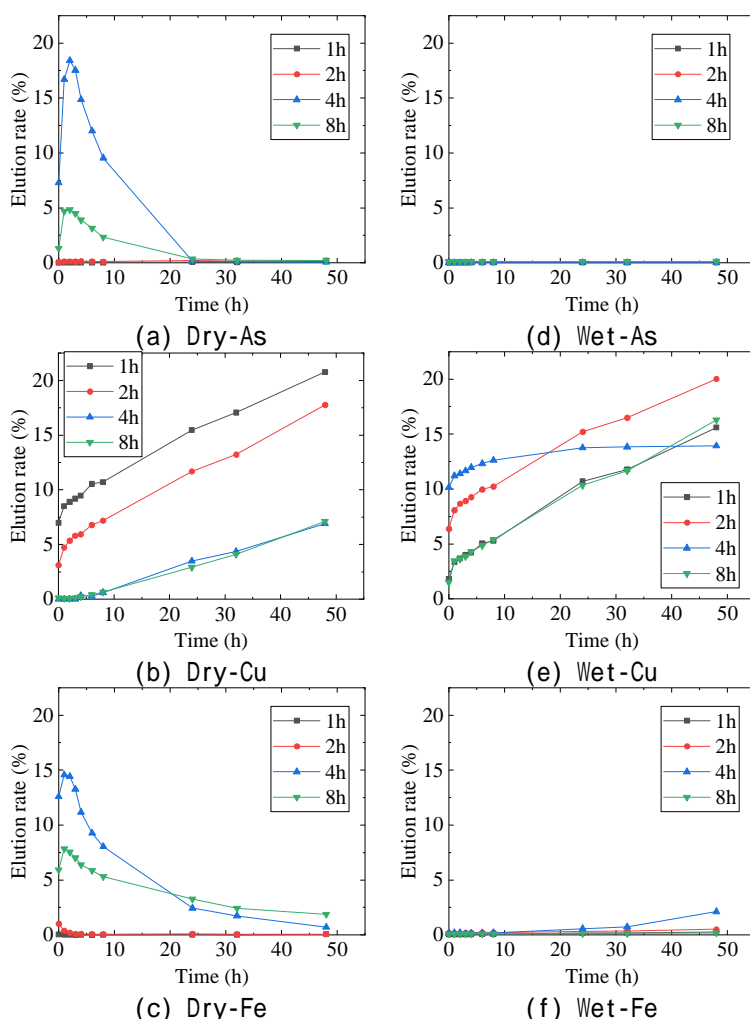 20
15
10
5
0
Elution rate (%)
1h
2h
4h
8h
0 10 20 30 40 50
Time (h)
(a) Dry-As
20
15
10
5
0
Elution rate (%)
1h
2h
4h
8h
0 10 20 30 40 50
Time (h)
(d) Wet-As
20
15
10
5
0
Elution rate (%)
1h
2h
4h
8h
0 10 20 30 40 50
Time (h)
(b) Dry-Cu
20
15
10
5
0
Elution rate (%)
1h
2h
4h
8h
0 10 20 30 40 50
Time (h)
(e) Wet-Cu
20
15
10
5
0
Elution rate (%)
1h
2h
4h
8h
0 10 20 30 40 50
Time (h)
(c) Dry-Fe
20
15
10
5
0
Elution rate (%)
1h
2h
4h
8h
0 10 20 30 40 50
Time (h)
(f) Wet-Fe